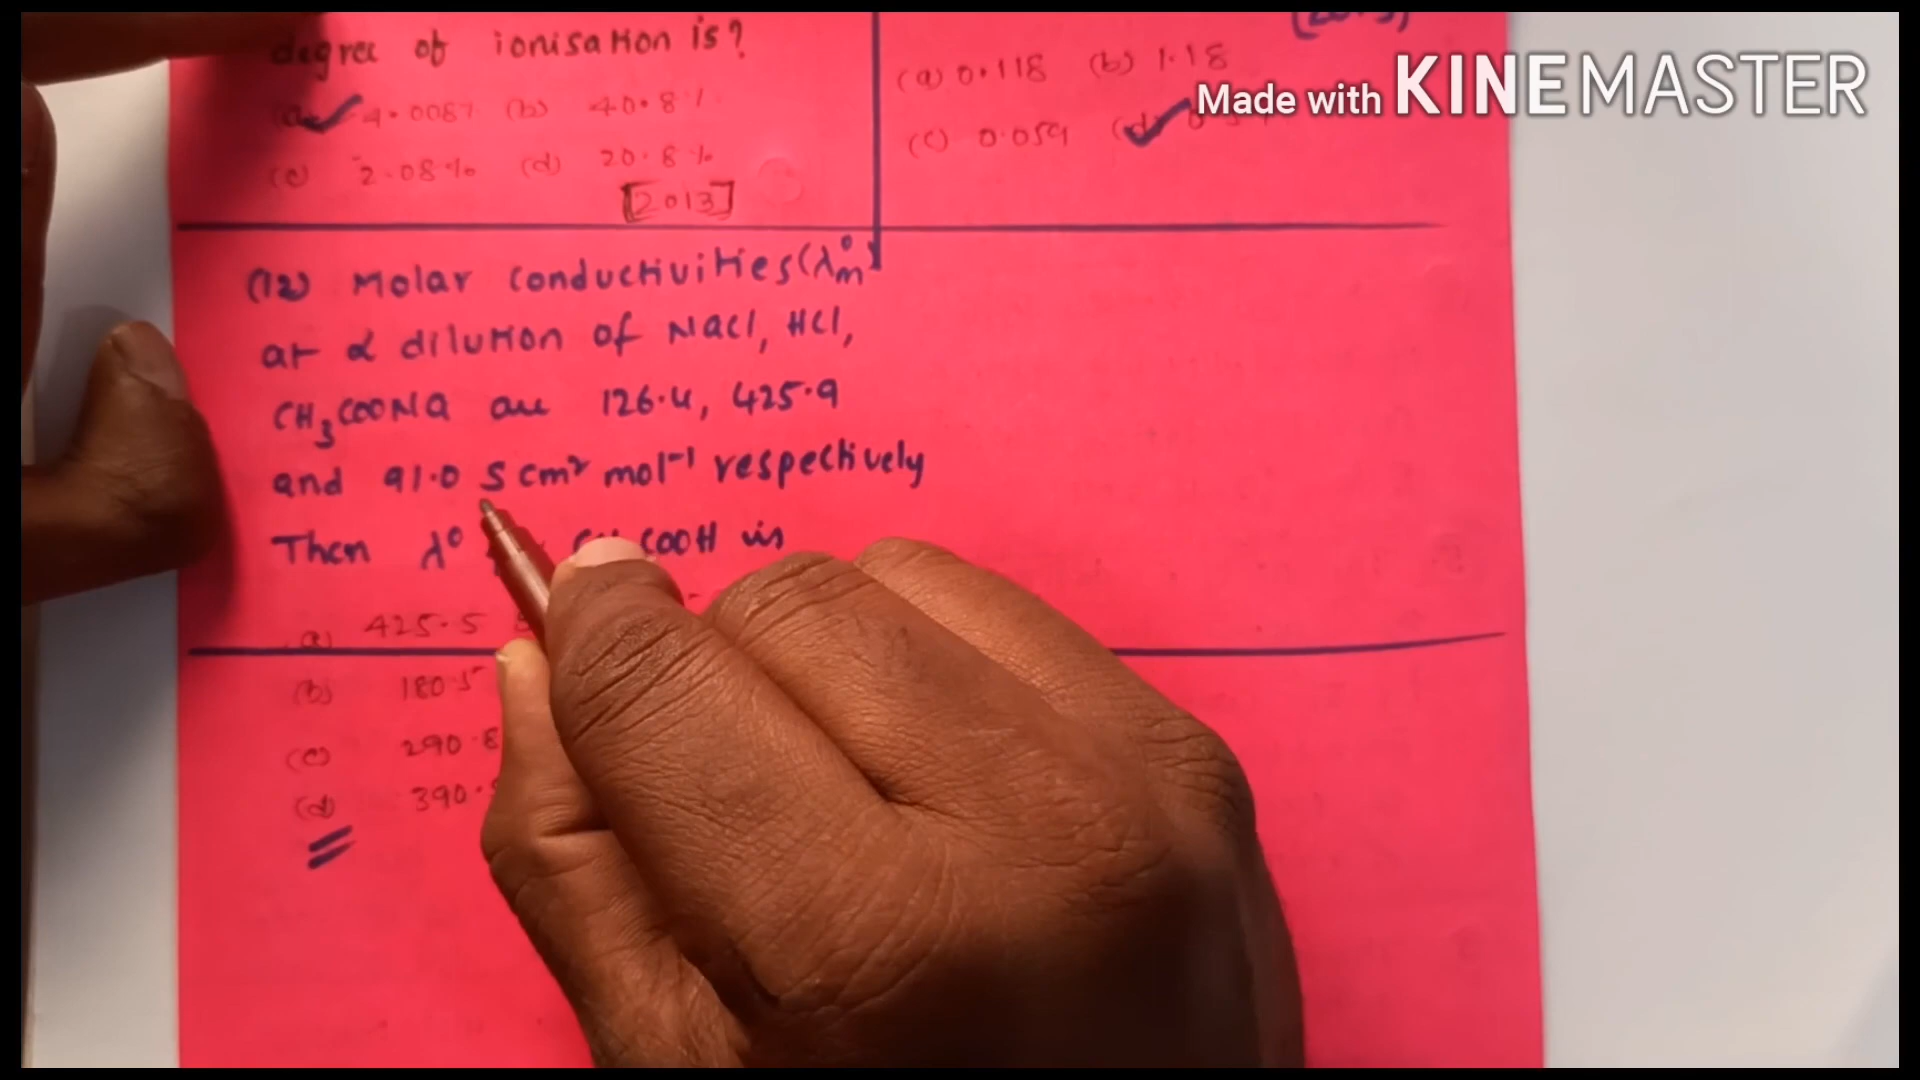 degree of ionisation is?
(a) 4.008% (b) 40.8%
(c) 2.08% (d) 20.8%
[2013]
(a) 0.118 (b) 1.18
(c) 0.059 (d)
Made with KINEMASTER
(12) Molar conductivities (λ°m)
at α dilution of NaCl, HCl,
CH3COONa are 126.4, 425.9
and 91.0 S cm² mol⁻¹ respectively
Then λ° COOH is
(a) 425.5
(b) 180.5
(c) 290.8
(d) 390.